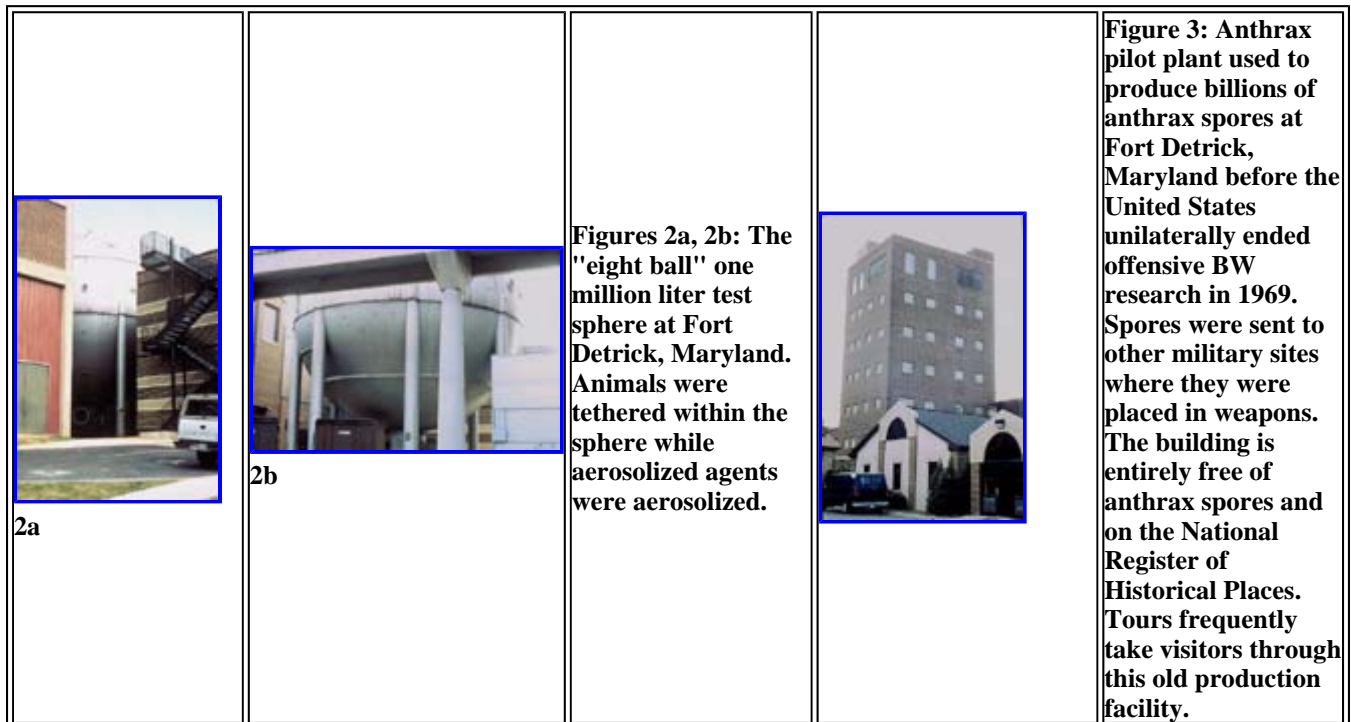 2a
2b
Figures 2a, 2b: The
"eight ball" one
million liter test
sphere at Fort
Detrick, Maryland.
Animals were
tethered within the
sphere while
aerosolized agents
were aerosolized.
Figure 3: Anthrax
pilot plant used to
produce billions of
anthrax spores at
Fort Detrick,
Maryland before the
United States
unilaterally ended
offensive BW
research in 1969.
Spores were sent to
other military sites
where they were
placed in weapons.
The building is
entirely free of
anthrax spores and
on the National
Register of
Historical Places.
Tours frequently
take visitors through
this old production
facility.